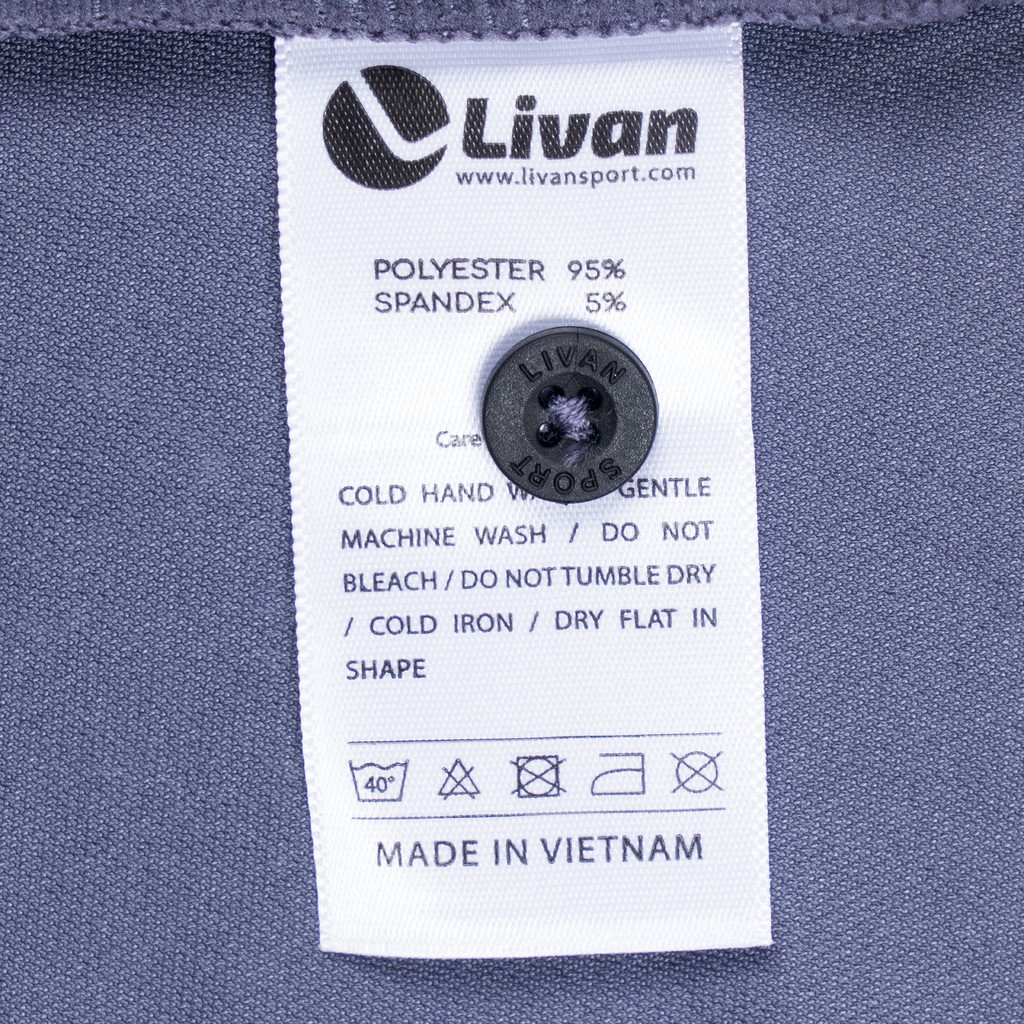 Livan
www.livansport.com
POLYESTER 95%
SPANDEX 5%
LIVAN
Care
SPORT
COLD HAND GENTLE
MACHINE WASH / DO NOT
BLEACH / DO NOT TUMBLE DRY
/ COLD IRON / DRY FLAT IN
SHAPE
40°
MADE IN VIETNAM